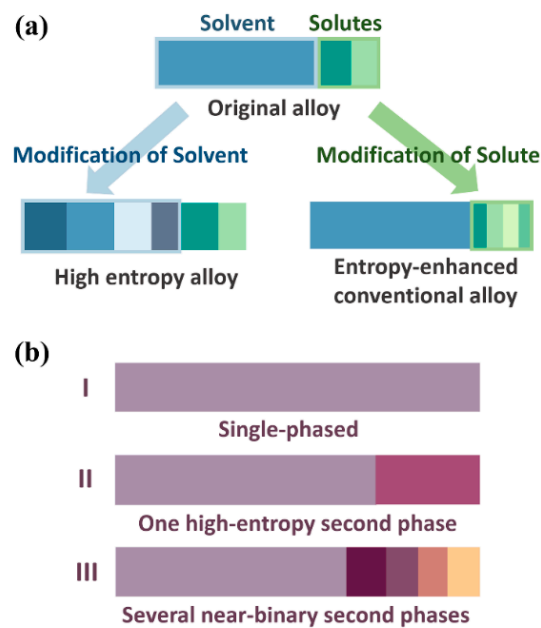 (a)
Solvent Solutes
Original alloy
Modification of Solvent Modification of Solute
High entropy alloy
Entropy-enhanced
conventional alloy
(b)
I
Single-phased
II
One high-entropy second phase
III
Several near-binary second phases